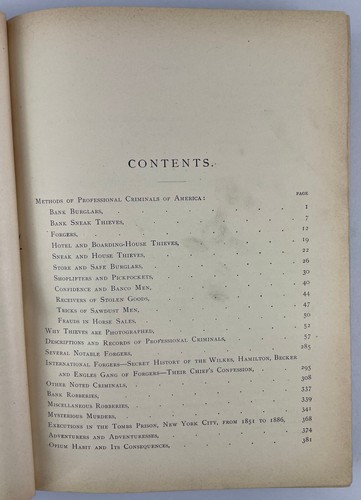 CONTENTS.
PAGE
METHODS OF PROFESSIONAL CRIMINALS OF AMERICA:
BANK BURGLARS, . . . . 1
BANK SNEAK THIEVES, . . . . 7
FORGERS, . . . . 12
HOTEL AND BOARDING-HOUSE THIEVES, . . . . 19
SNEAK AND HOUSE THIEVES, . . . . 22
STORE AND SAFE BURGLARS, . . . . 26
SHOPLIFTERS AND PICKPOCKETS, . . . . 30
CONFIDENCE AND BANCO MEN, . . . . 40
RECEIVERS OF STOLEN GOODS, . . . . 44
TRICKS OF SAWDUST MEN, . . . . 47
FRAUDS IN HORSE SALES, . . . . 50
WHY THIEVES ARE PHOTOGRAPHED, . . . . 52
DESCRIPTIONS AND RECORDS OF PROFESSIONAL CRIMINALS, . . . .
SEVERAL NOTABLE FORGERS, . . . .
INTERNATIONAL FORGERS—SECRET HISTORY OF THE WILKES, HAMILTON, BECKER
AND ENGLES GANG OF FORGERS—THEIR CHIEF'S CONFESSION, . . . . 295
OTHER NOTED CRIMINALS, . . . . 308
BANK ROBBERIES, . . . . 337
MISCELLANEOUS ROBBERIES, . . . . 339
MYSTERIOUS MURDERS, . . . . 341
EXECUTIONS IN THE TOMBS PRISON, NEW YORK CITY, FROM 1851 TO 1886, . . 368
ADVENTURERS AND ADVENTURESSES, . . . . 374
OPIUM HABIT AND ITS CONSEQUENCES, . . . . 381